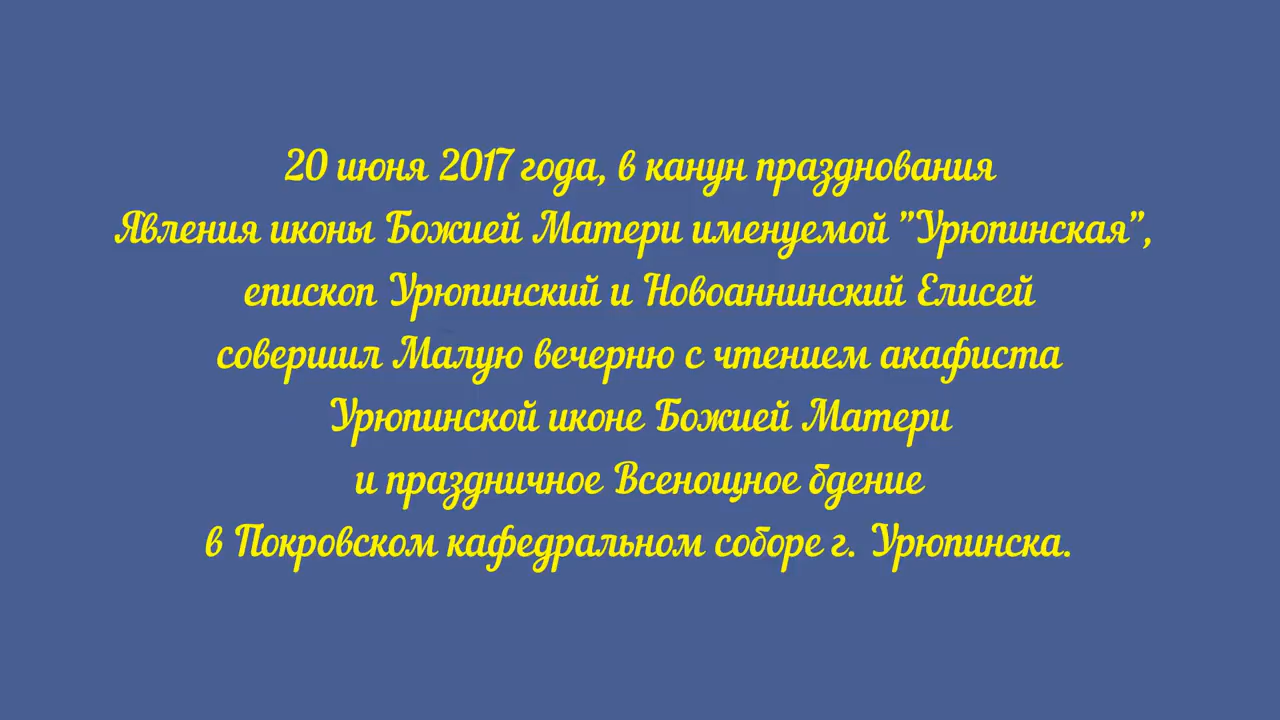 20 июня 2017 года, в канун празднования
Явления иконы Божией Матери именуемой "Урюпинская",
епископ Урюпинский и Новоаннинский Елисей
совершил Малую вечерню с чтением акафиста
Урюпинской иконе Божией Матери
и праздничное Всенощное бдение
в Покровском кафедральном соборе г. Урюпинска.